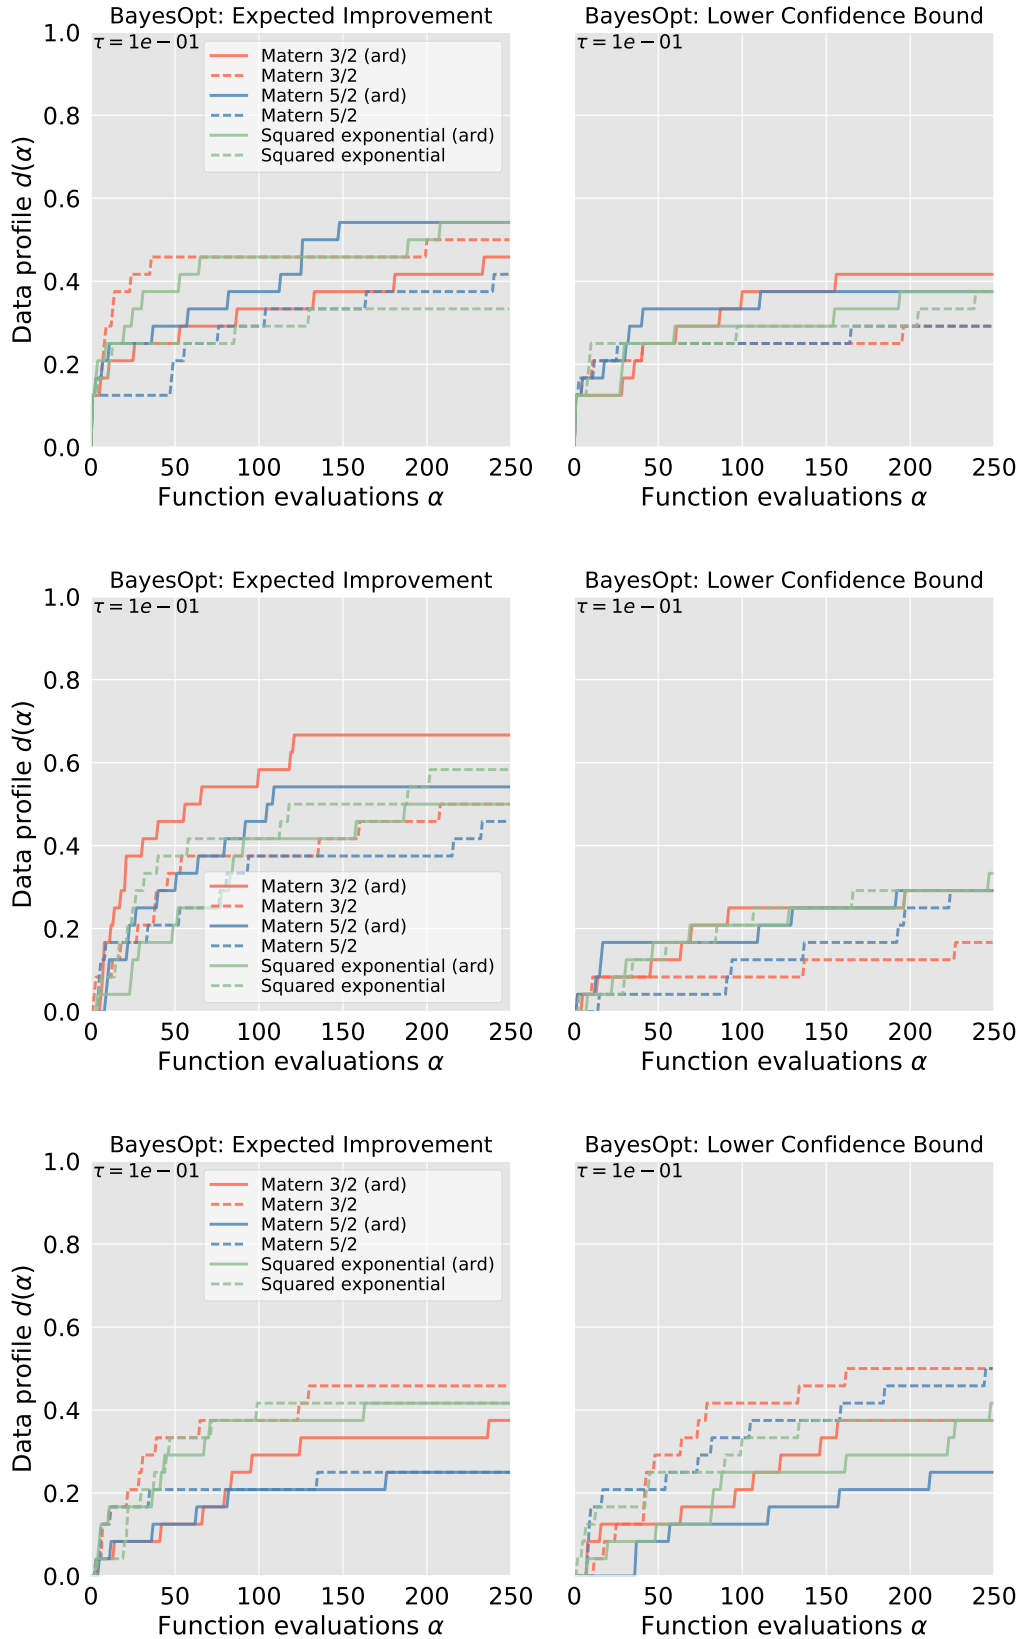 BayesOpt: Expected Improvement
BayesOpt: Lower Confidence Bound
τ = 1e − 01
τ = 1e − 01
Matern 3/2 (ard)
Matern 3/2
Matern 5/2 (ard)
Matern 5/2
Squared exponential (ard)
Squared exponential
Data profile d(α)
1.0
0.8
0.6
0.4
0.2
0.0
0 50 100 150 200 250
0 50 100 150 200 250
Function evaluations α
Function evaluations α
BayesOpt: Expected Improvement
BayesOpt: Lower Confidence Bound
τ = 1e − 01
τ = 1e − 01
Data profile d(α)
1.0
0.8
0.6
0.4
0.2
0.0
Matern 3/2 (ard)
Matern 3/2
Matern 5/2 (ard)
Matern 5/2
Squared exponential (ard)
Squared exponential
0 50 100 150 200 250
0 50 100 150 200 250
Function evaluations α
Function evaluations α
BayesOpt: Expected Improvement
BayesOpt: Lower Confidence Bound
τ = 1e − 01
τ = 1e − 01
Matern 3/2 (ard)
Matern 3/2
Matern 5/2 (ard)
Matern 5/2
Squared exponential (ard)
Squared exponential
Data profile d(α)
1.0
0.8
0.6
0.4
0.2
0.0
0 50 100 150 200 250
0 50 100 150 200 250
Function evaluations α
Function evaluations α